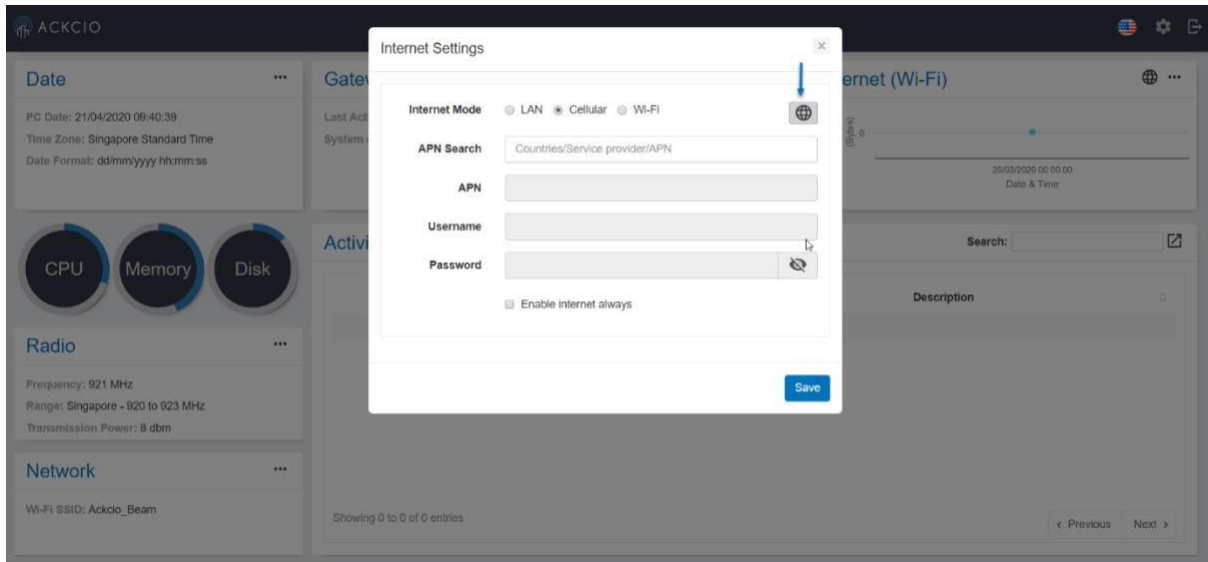 ACKCIO
Internet Settings
Internet Mode LAN Cellular Wi-Fi
APN Search Countries/Service provider/APN
APN
Username
Password
Enable internet always
Save
Date
PC Date: 21/04/2020 09:40:39
Time Zone: Singapore Standard Time
Date Format: dd/mm/yyyy hh:mm:ss
Gatew
Last Act
System
ernet (Wi-Fi)
(Bytes)
0
25/03/2020 00:00:00
Date & Time
CPU Memory Disk
Activi
Search:
Description
Radio
Frequency: 921 MHz
Range: Singapore - 920 to 923 MHz
Transmission Power: 8 dbm
Network
Wi-Fi SSID: Ackcio_Beam
Showing 0 to 0 of 0 entries
Previous Next